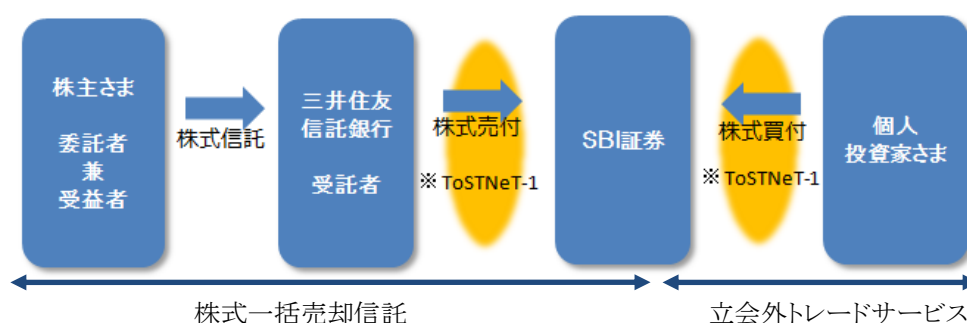 株主さま
委託者
兼
受益者
株式信託
三井住友
信託銀行
受託者
株式売付
※ToSTNeT-1
SBI証券
株式買付
※ToSTNeT-1
個人
投資家さま
株式一括売却信託
立会外トレードサービス